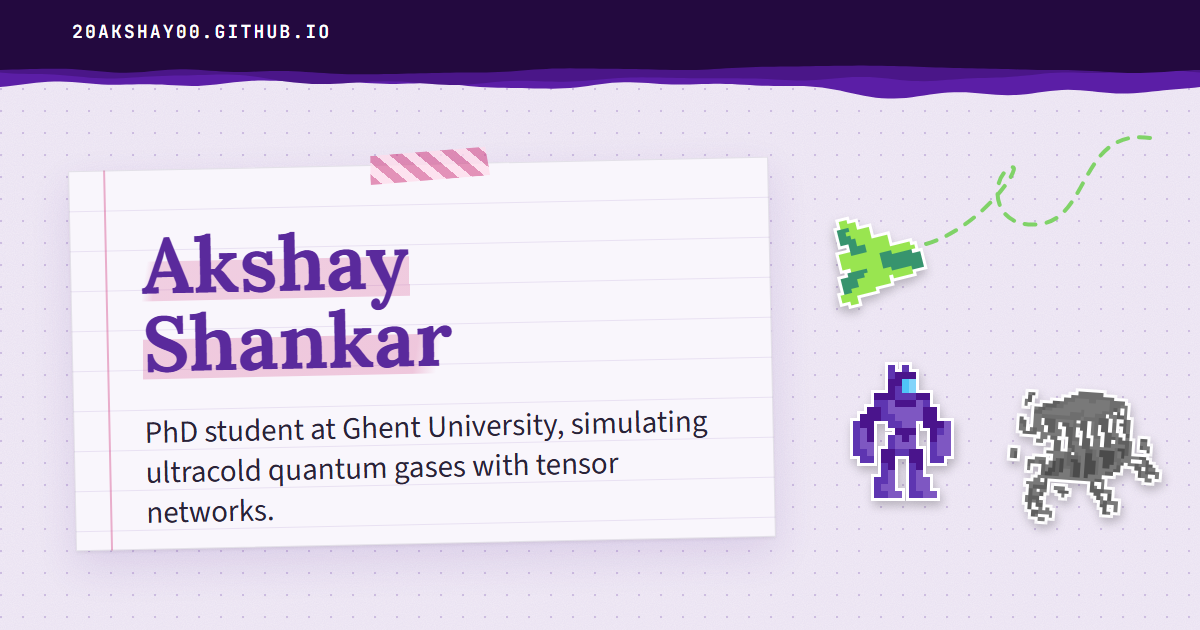 20AKSHAY00.GITHUB.IO
Akshay
Shankar
PhD student at Ghent University, simulating
ultracold quantum gases with tensor
networks.